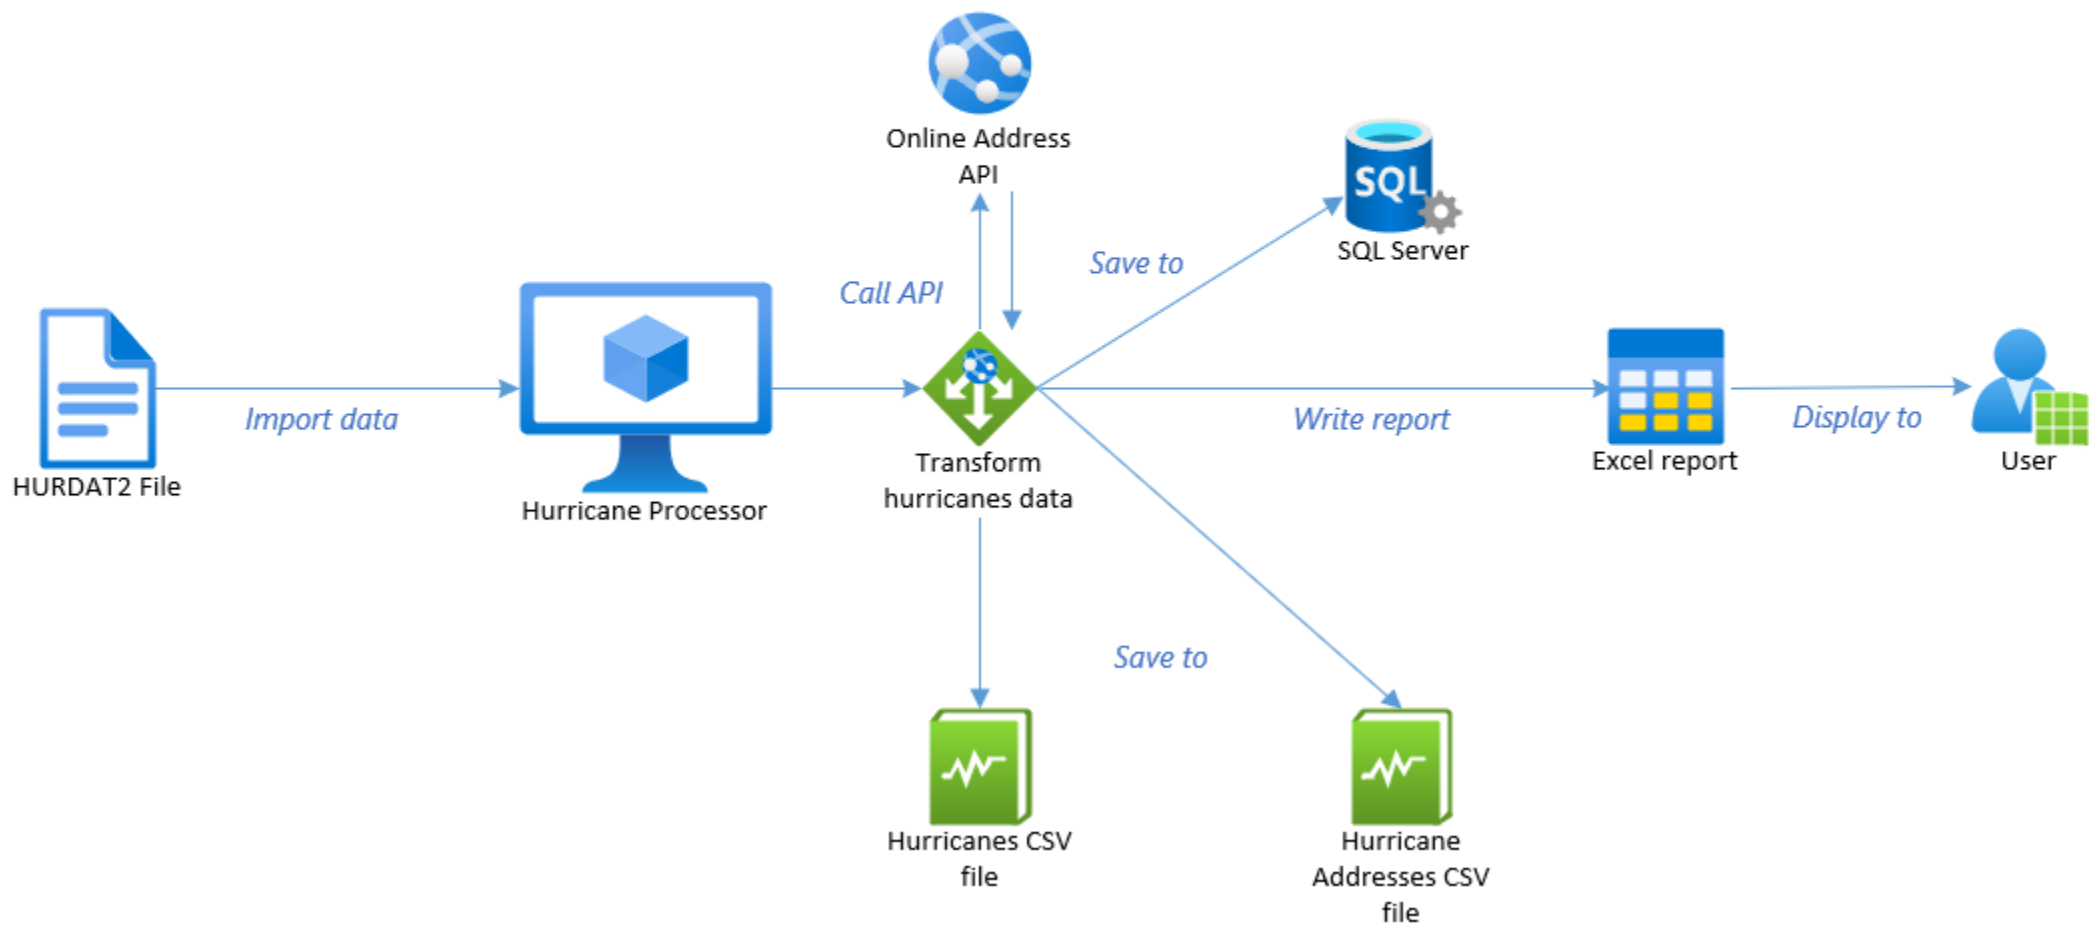 Online Address
API
SQL
SQL Server
Save to
Call API
Import data
HURDAT2 File
Hurricane Processor
Transform
hurricanes data
Write report
Excel report
Display to
User
Save to
Hurricanes CSV
file
Hurricane
Addresses CSV
file